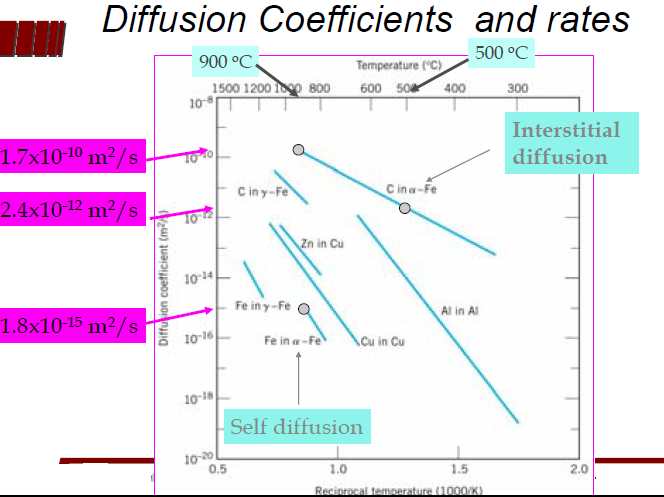 Diffusion Coefficients and rates
900 ºC
500 ºC
Temperature (°C)
1500 1200 1000 800 600 500 400 300
10⁻⁸
Interstitial
diffusion
1.7x10⁻¹⁰ m²/s
10⁻¹⁰
C in γ–Fe
C in α–Fe
2.4x10⁻¹² m²/s
10⁻¹²
Zn in Cu
Diffusion coefficient (m²/s)
10⁻¹⁴
Fe in γ–Fe
Al in Al
1.8x10⁻¹⁵ m²/s
10⁻¹⁶
Fe in α–Fe
Cu in Cu
10⁻¹⁸
Self diffusion
10⁻²⁰
0.5 1.0 1.5 2.0
Reciprocal temperature (1000/K)